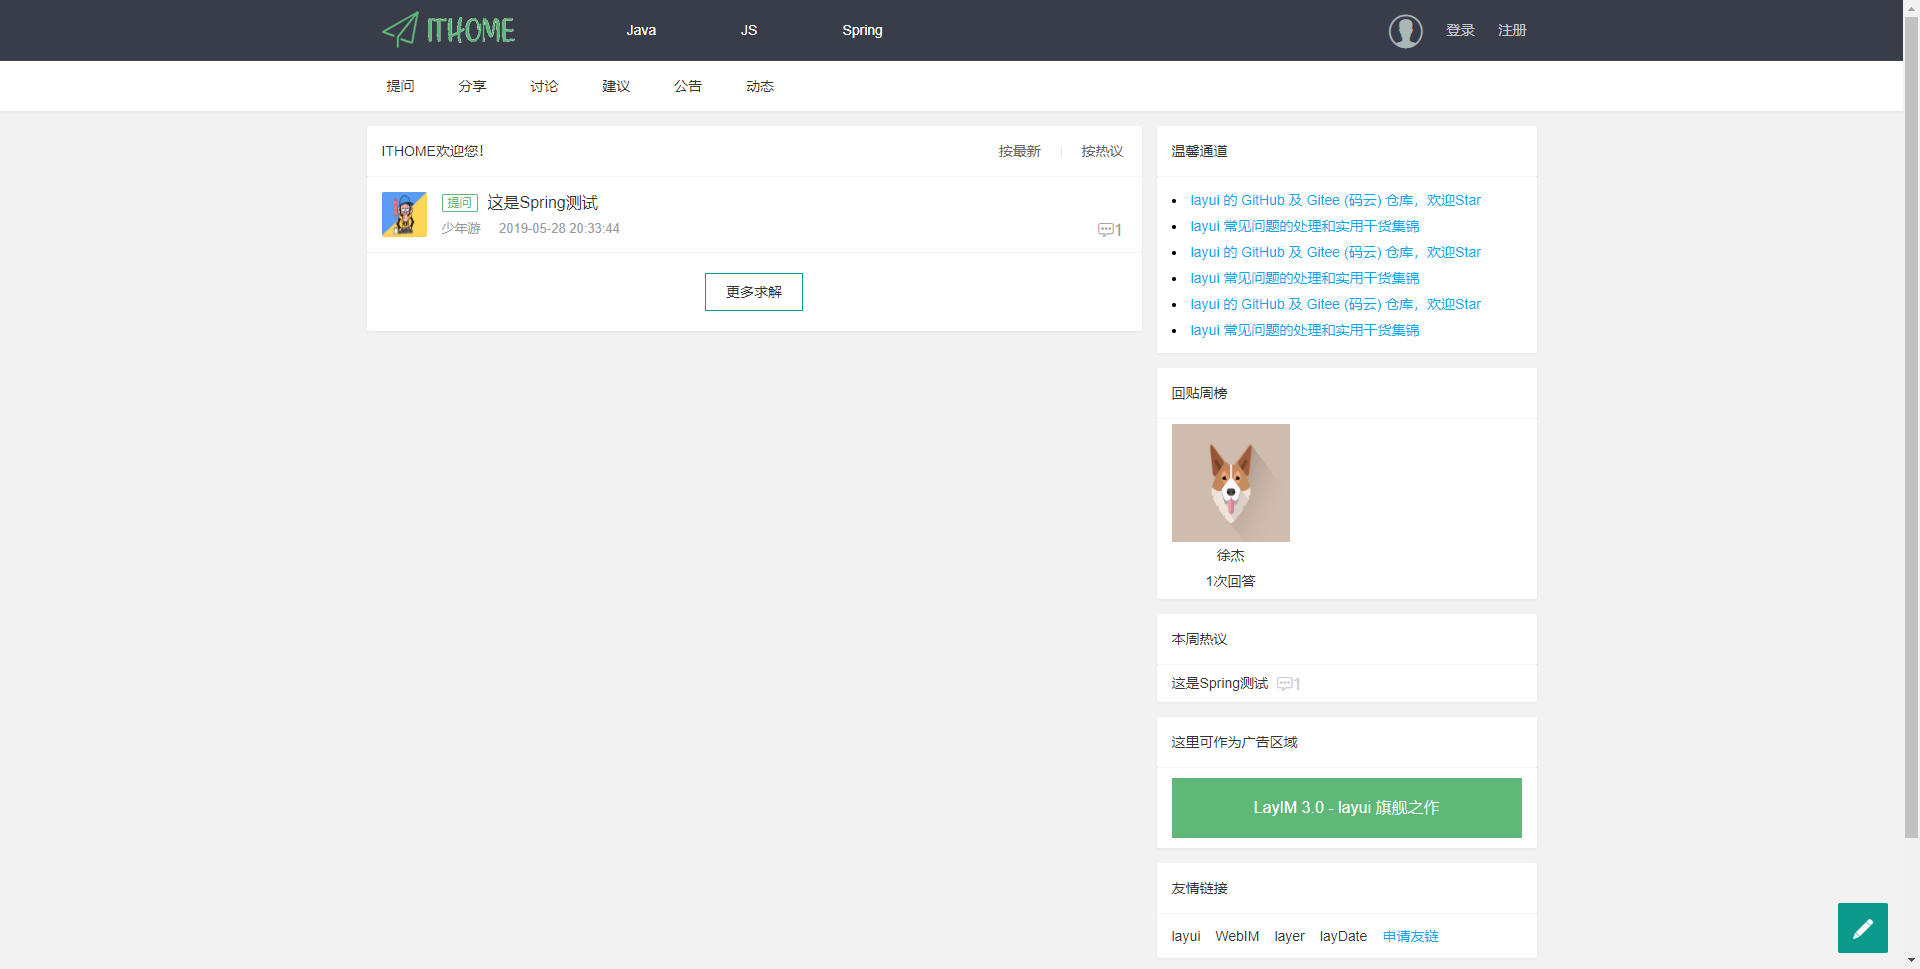 ITHOME Java JS Spring 登录 注册
提问 分享 讨论 建议 公告 动态
ITHOME欢迎您！ 按最新 按热议
提问 这是Spring测试
少年游 2019-05-28 20:33:44 1
更多求解
温馨通道
layui 的 GitHub 及 Gitee (码云) 仓库，欢迎Star
layui 常见问题的处理和实用干货集锦
layui 的 GitHub 及 Gitee (码云) 仓库，欢迎Star
layui 常见问题的处理和实用干货集锦
layui 的 GitHub 及 Gitee (码云) 仓库，欢迎Star
layui 常见问题的处理和实用干货集锦
回贴周榜
徐杰
1次回答
本周热议
这是Spring测试 1
这里可作为广告区域
LayIM 3.0 - layui 旗舰之作
友情链接
layui WebIM layer layDate 申请友链